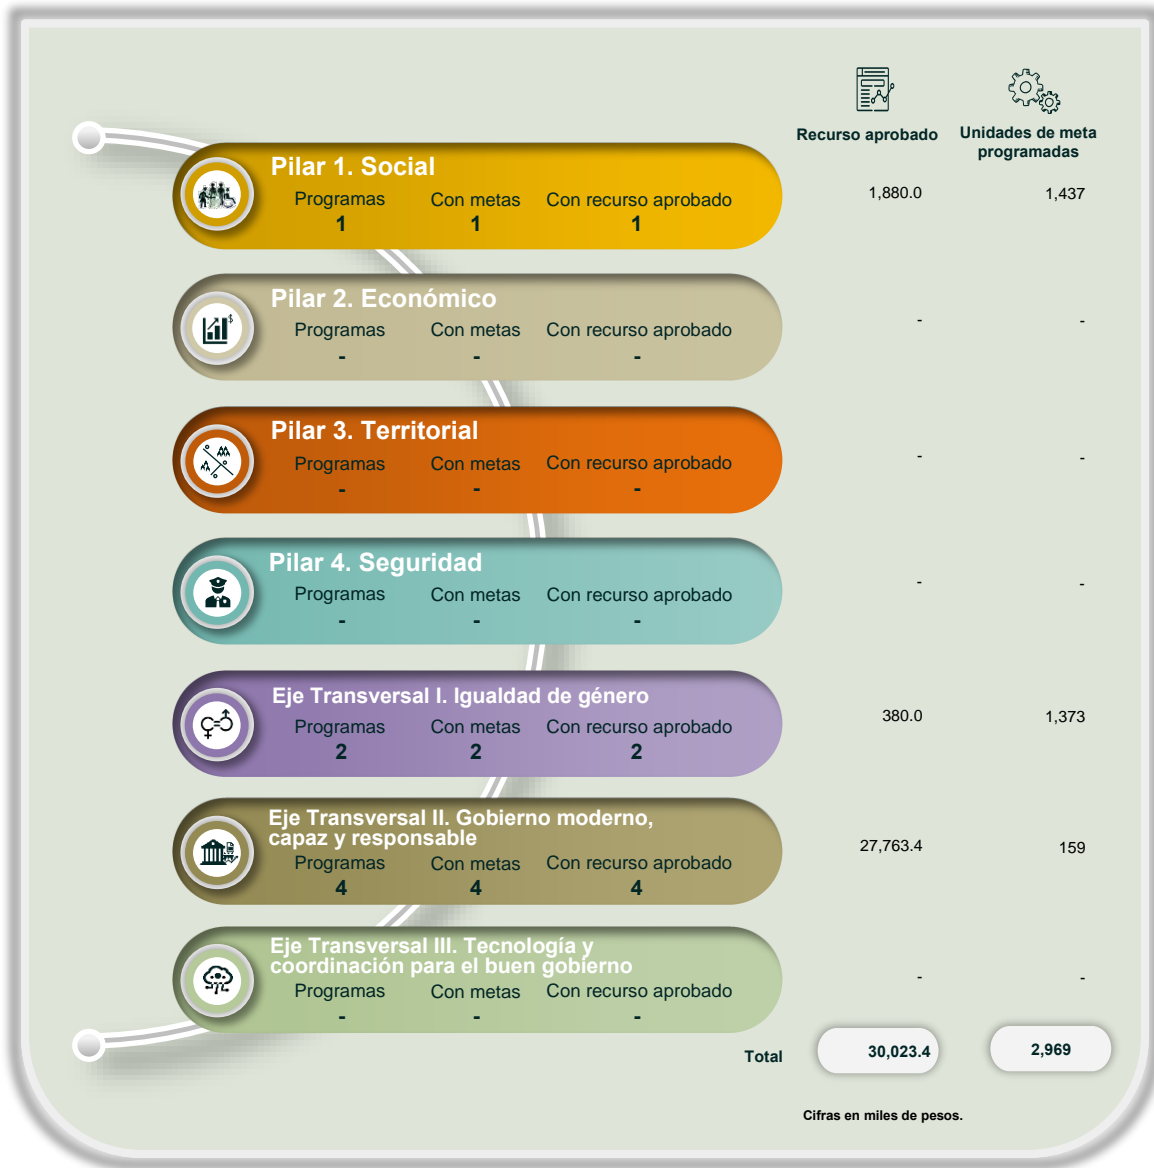 Recurso aprobado
Unidades de meta
programadas
Pilar 1. Social
Programas Con metas Con recurso aprobado
1 1 1
1,880.0 1,437
Pilar 2. Económico
Programas Con metas Con recurso aprobado
- - -
- -
Pilar 3. Territorial
Programas Con metas Con recurso aprobado
- - -
- -
Pilar 4. Seguridad
Programas Con metas Con recurso aprobado
- - -
- -
Eje Transversal I. Igualdad de género
Programas Con metas Con recurso aprobado
2 2 2
380.0 1,373
Eje Transversal II. Gobierno moderno,
capaz y responsable
Programas Con metas Con recurso aprobado
4 4 4
27,763.4 159
Eje Transversal III. Tecnología y
coordinación para el buen gobierno
Programas Con metas Con recurso aprobado
- - -
- -
Total 30,023.4 2,969
Cifras en miles de pesos.